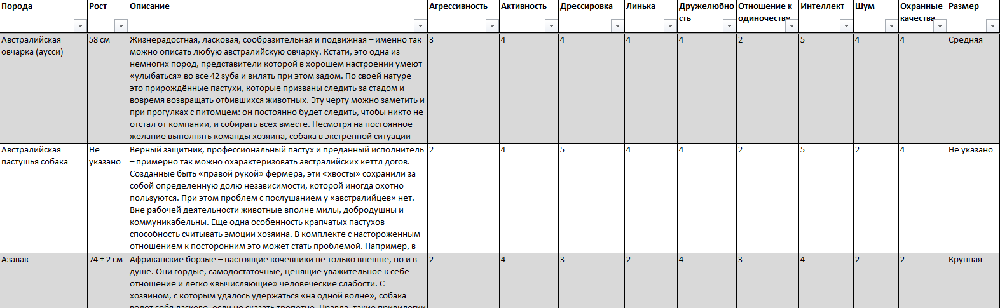 Порода Рост Описание Агрессивность Активность Дрессировка Линька Дружелюбно Отношение к Интеллект Шум Охранные Размер
сть одиночеству качества
Австралийская 58 см Жизнерадостная, ласковая, сообразительная и подвижная – именно так 3 4 4 4 4 2 5 4 4 Средняя
овчарка (аусси) можно описать любую австралийскую овчарку. Кстати, это одна из
немногих пород, представители которой в хорошем настроении умеют
«улыбаться» во все 42 зуба и вилять при этом задом. По своей натуре
это прирождённые пастухи, которые призваны следить за стадом и
вовремя возвращать отбившихся животных. Эту черту можно заметить и
при прогулках с питомцем: он постоянно будет следить, чтобы никто не
отстал от компании, и собирать всех вместе. Несмотря на постоянное
желание выполнять команды хозяина, собака в экстренной ситуации
Австралийская Не Верный защитник, профессиональный пастух и преданный исполнитель 2 4 5 4 4 2 5 2 4 Не указано
пастушья собака указано – примерно так можно охарактеризовать австралийских кеттл догов.
Созданные быть «правой рукой» фермера, эти «хвосты» сохранили за
собой определенную долю независимости, которой иногда охотно
пользуются. При этом проблем с послушанием у «австралийцев» нет.
Вне рабочей деятельности животные вполне милы, добродушны и
коммуникабельны. Еще одна особенность крапчатых пастухов –
способность считывать эмоции хозяина. В комплекте с настороженным
отношением к посторонним это может стать проблемой. Например, в
Азавак 74 ± 2 см Африканские борзые – настоящие кочевники не только внешне, но и в 2 4 3 2 4 3 4 2 2 Крупная
душе. Они гордые, самодостаточные, ценящие уважительное к себе
отношение и легко «вычисляющие» человеческие слабости. С
хозяином, с которым удалось удержаться «на одной волне», собака
ведет себя ласково, если не сказать трепетно. Правда, такие привилегии